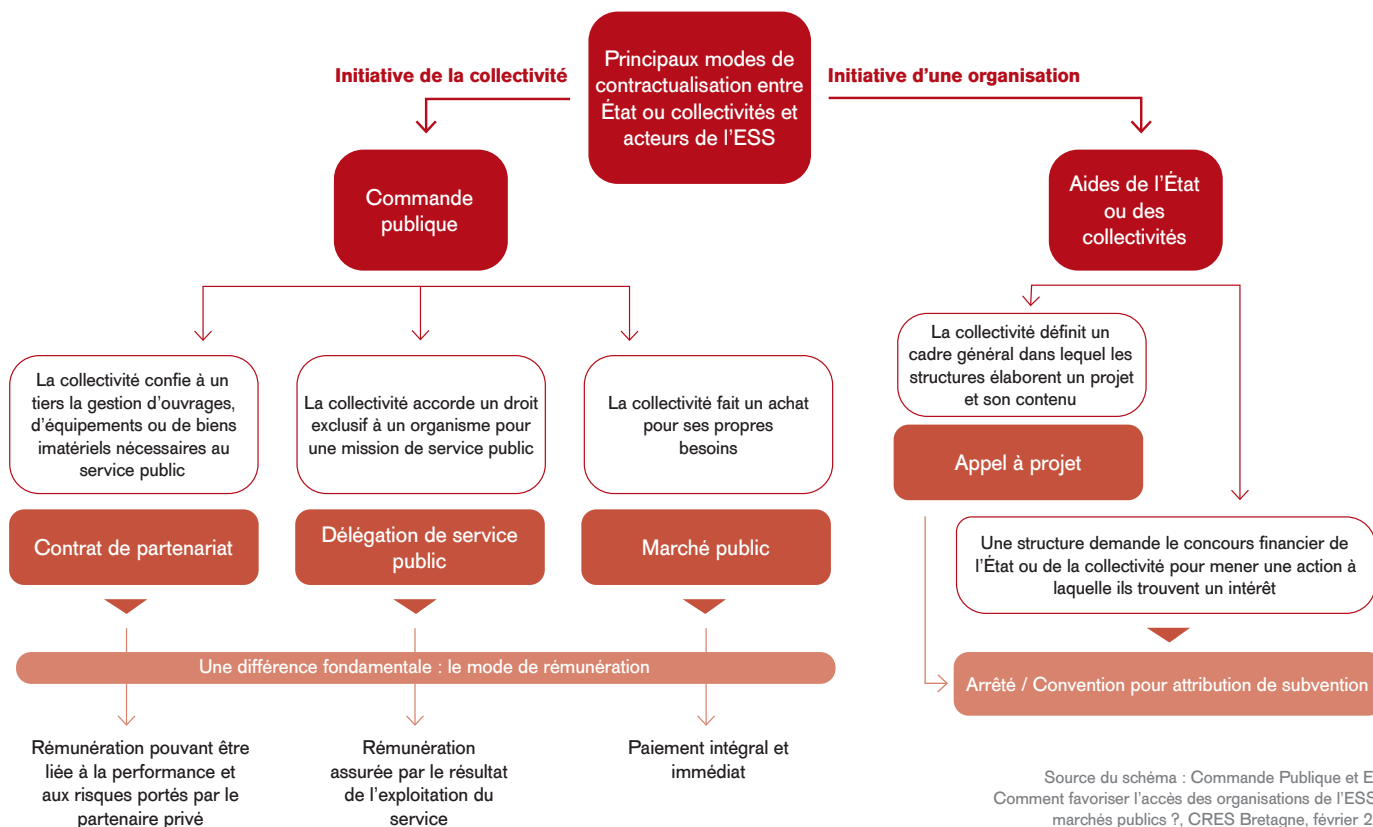 Principaux modes de
contractualisation entre
État ou collectivités et
acteurs de l'ESS
Initiative de la collectivité
Initiative d'une organisation
Commande
publique
Aides de l'État
ou des
collectivités
La collectivité confie à un
tiers la gestion d'ouvrages,
d'équipements ou de biens
imatériels nécessaires au
service public
La collectivité accorde un droit
exclusif à un organisme pour
une mission de service public
La collectivité fait un achat
pour ses propres
besoins
La collectivité définit un
cadre général dans lequel les
structures élaborent un projet
et son contenu
Appel à projet
Contrat de partenariat
Délégation de service
public
Marché public
Une structure demande le concours financier de
l'État ou de la collectivité pour mener une action à
laquelle ils trouvent un intérêt
Une différence fondamentale : le mode de rémunération
Arrêté / Convention pour attribution de subvention
Rémunération pouvant être
liée à la performance et
aux risques portés par le
partenaire privé
Rémunération
assurée par le résultat
de l'exploitation du
service
Paiement intégral et
immédiat
Source du schéma : Commande Publique et
Comment favoriser l'accès des organisations de l'ESS
marchés publics ?, CRES Bretagne, février